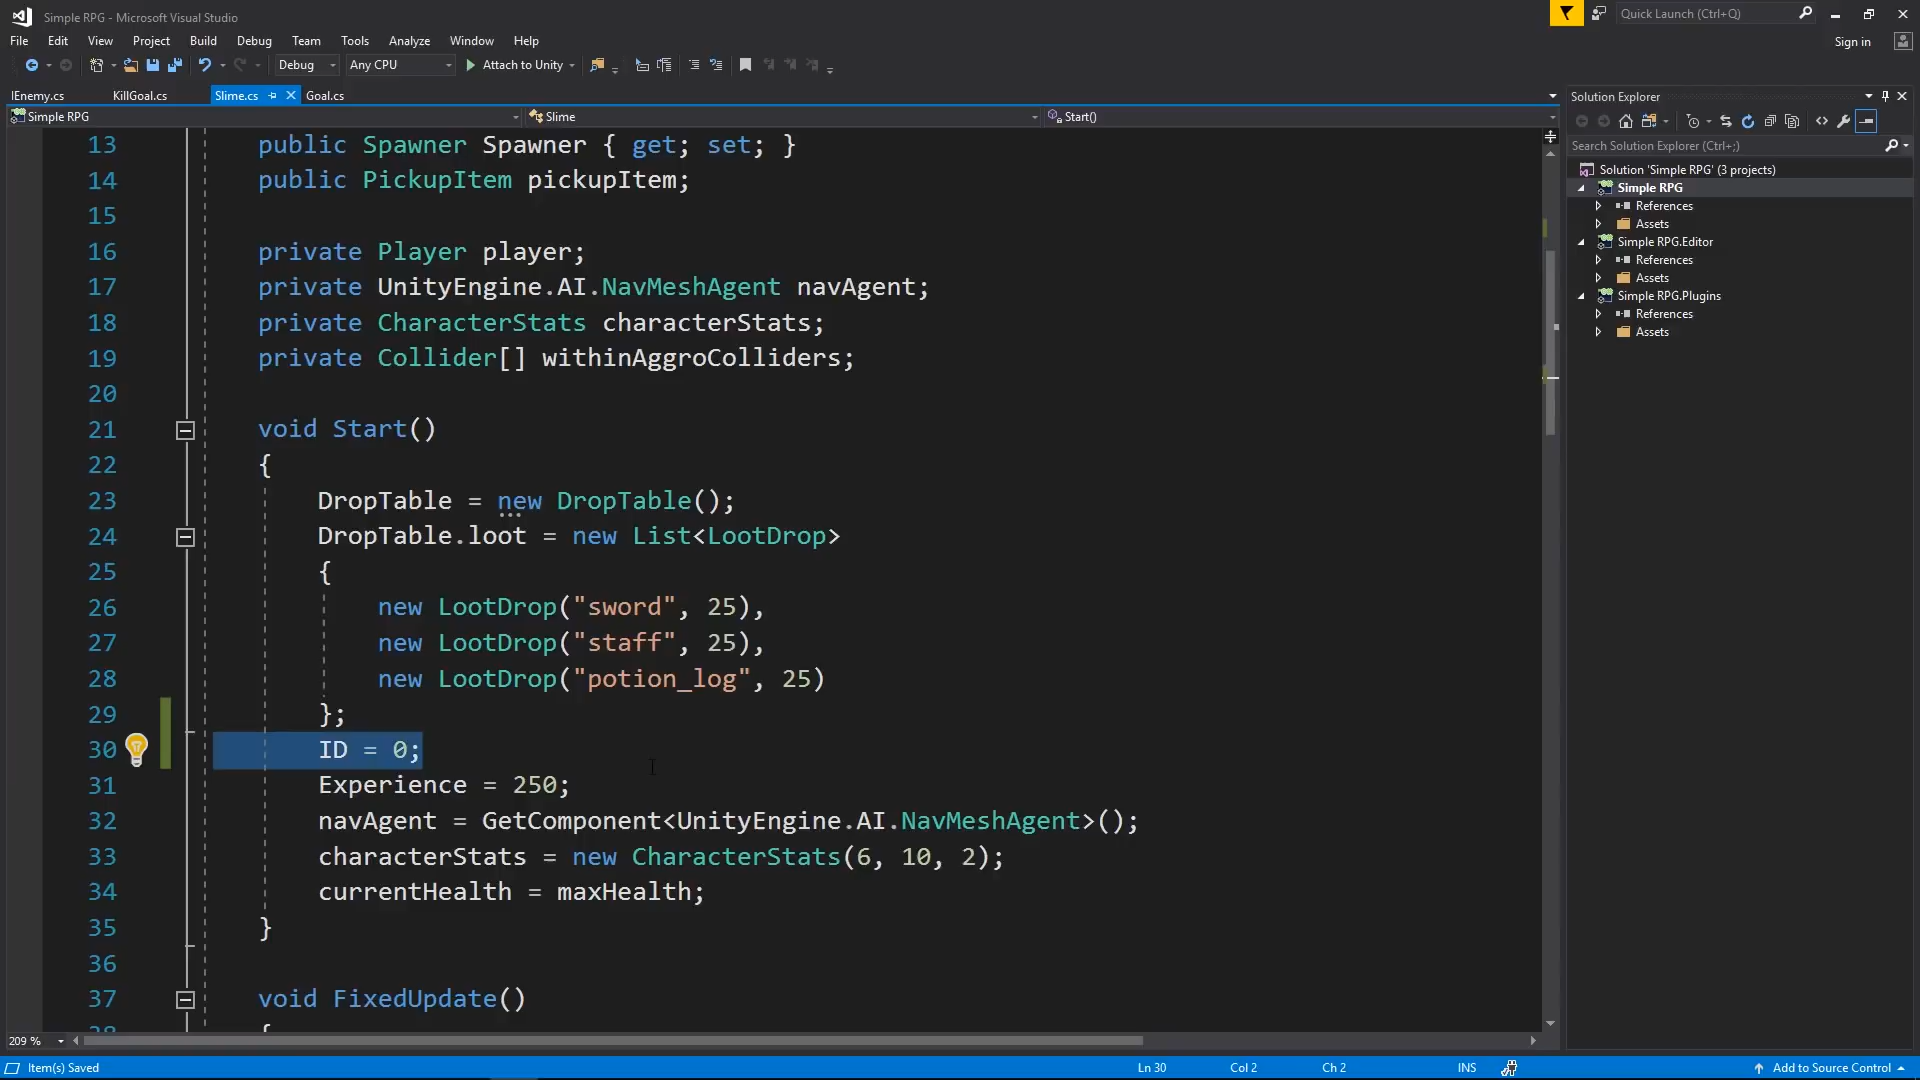 Simple RPG - Microsoft Visual Studio
Quick Launch (Ctrl+Q)
File Edit View Project Build Debug Team Tools Analyze Window Help
Sign in
Debug Any CPU Attach to Unity
IEnemy.cs KillGoal.cs Slime.cs Goal.cs
Simple RPG Slime Start()
13 public Spawner Spawner { get; set; }
14 public PickupItem pickupItem;
15
16 private Player player;
17 private UnityEngine.AI.NavMeshAgent navAgent;
18 private CharacterStats characterStats;
19 private Collider[] withinAggroColliders;
20
21 void Start()
22 {
23 DropTable = new DropTable();
24 DropTable.loot = new List<LootDrop>
25 {
26 new LootDrop("sword", 25),
27 new LootDrop("staff", 25),
28 new LootDrop("potion_log", 25)
29 };
30 ID = 0;
31 Experience = 250;
32 navAgent = GetComponent<UnityEngine.AI.NavMeshAgent>();
33 characterStats = new CharacterStats(6, 10, 2);
34 currentHealth = maxHealth;
35 }
36
37 void FixedUpdate()
38 {
209 %
Solution Explorer
Search Solution Explorer (Ctrl+;)
Solution 'Simple RPG' (3 projects)
Simple RPG
References
Assets
Simple RPG.Editor
References
Assets
Simple RPG.Plugins
References
Assets
Item(s) Saved Ln 30 Col 2 Ch 2 INS Add to Source Control